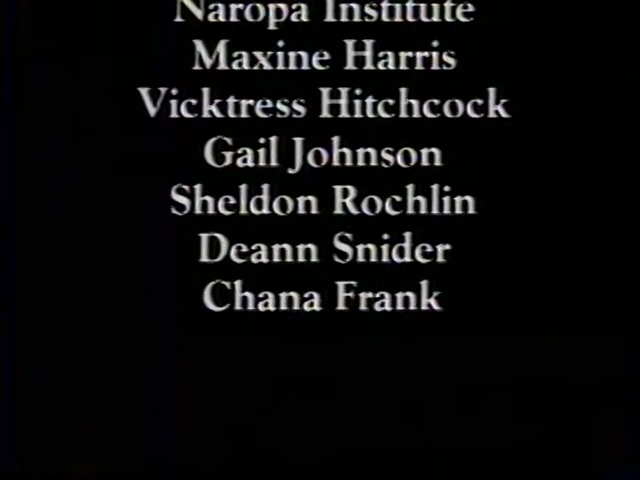 Naropa Institute
Maxine Harris
Vicktress Hitchcock
Gail Johnson
Sheldon Rochlin
Deann Snider
Chana Frank